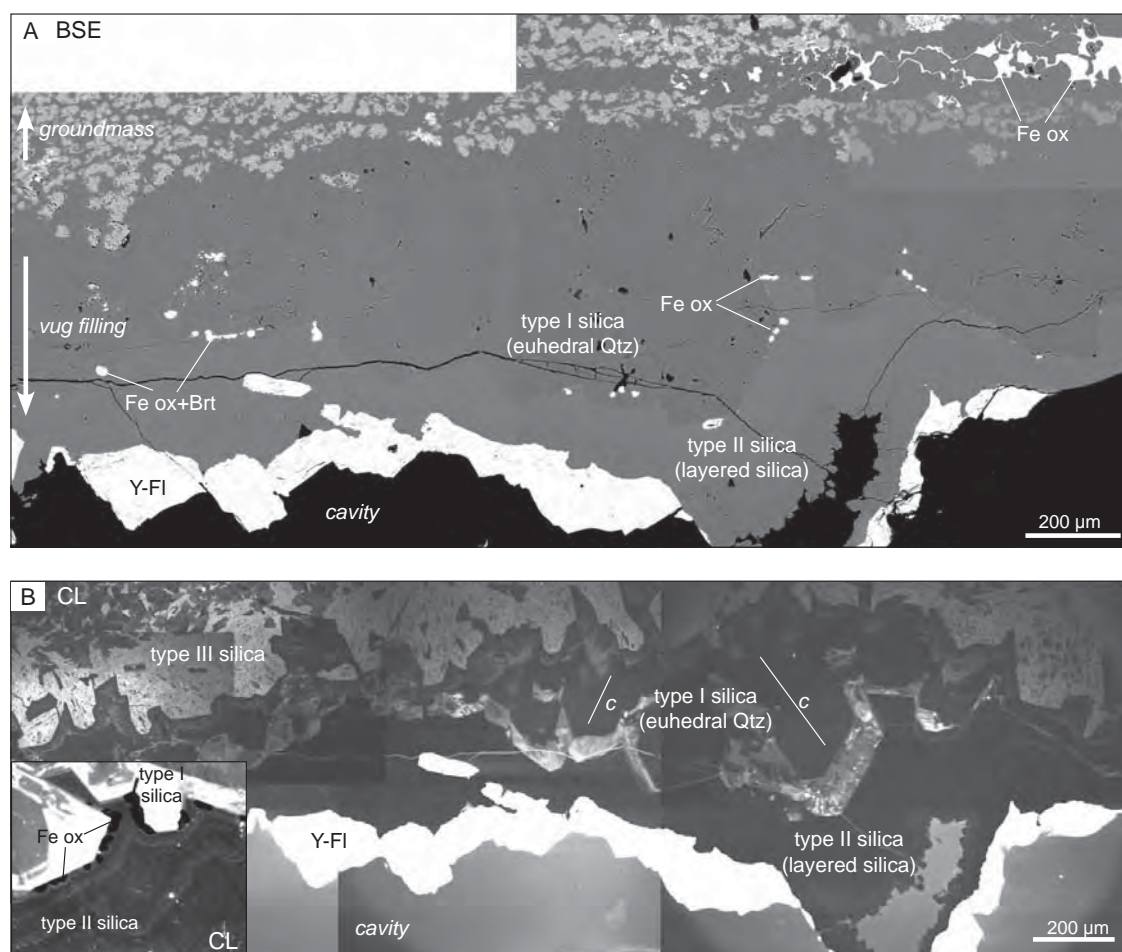 A BSE
groundmass
Fe ox
vug filling
Fe ox
type I silica
(euhedral Qtz)
Fe ox+Brt
type II silica
(layered silica)
Y-Fl
cavity
200 µm
B CL
type III silica
c
type I silica
(euhedral Qtz)
c
type I
silica
Fe ox
Y-Fl
type II silica
(layered silica)
type II silica
cavity
CL
200 µm